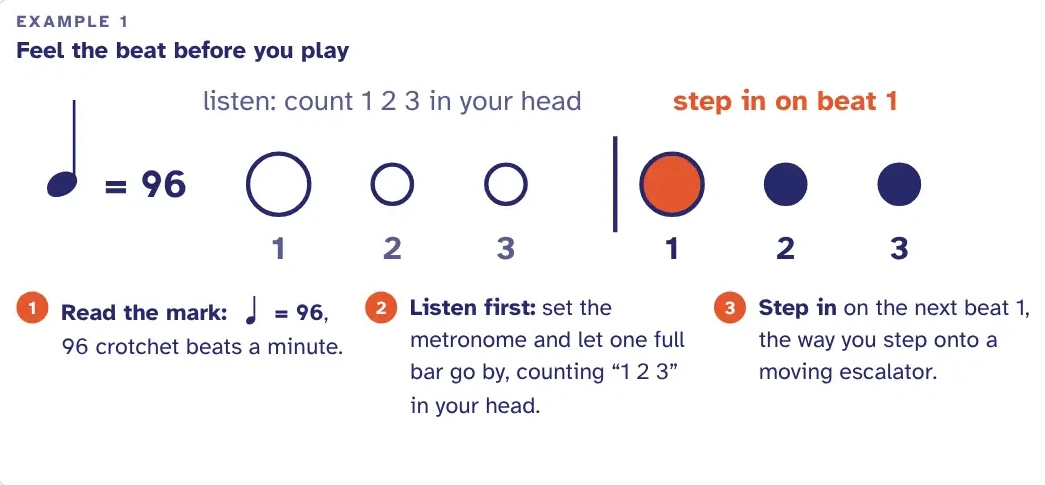 EXAMPLE 1
Feel the beat before you play
listen: count 1 2 3 in your head
step in on beat 1
♩ = 96
1 2 3 1 2 3
1 Read the mark: ♩ = 96,
96 crotchet beats a minute.
2 Listen first: set the
metronome and let one full
bar go by, counting “1 2 3”
in your head.
3 Step in on the next beat 1,
the way you step onto a
moving escalator.